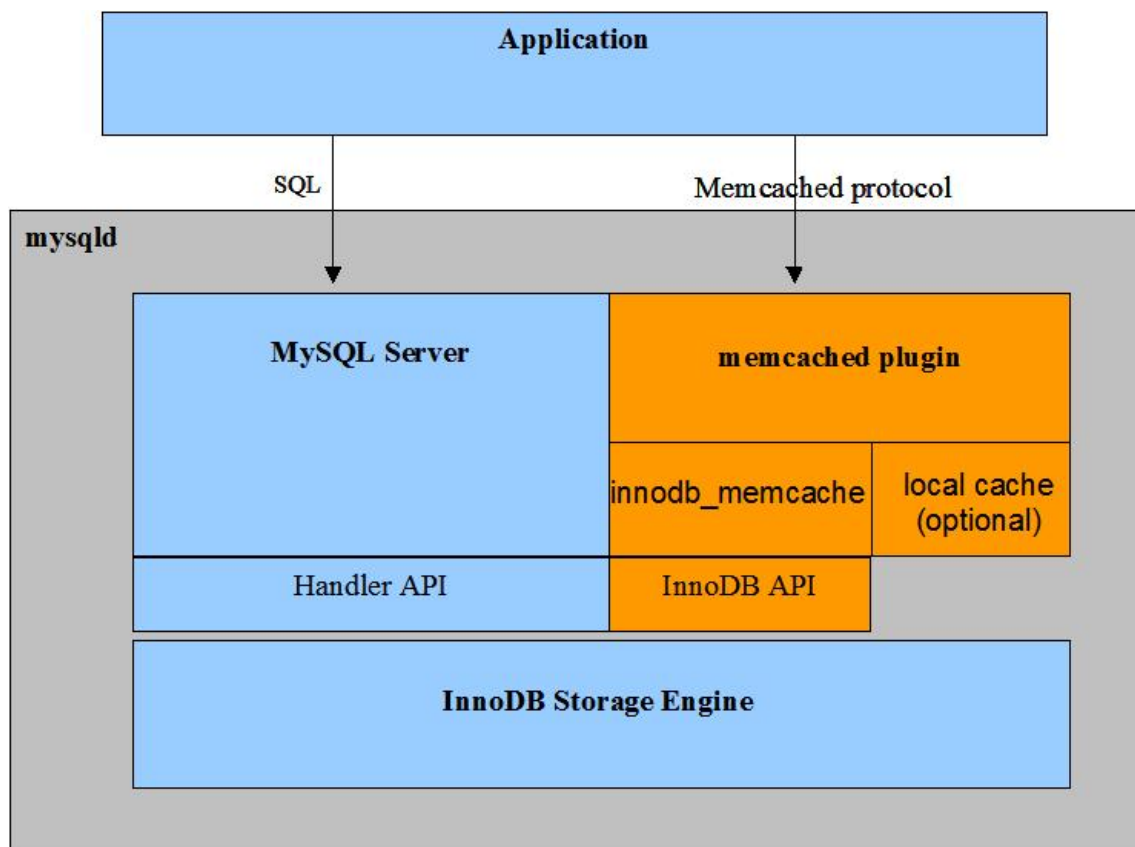 Application
SQL
Memcached protocol
mysqld
MySQL Server
memcached plugin
innodb_memcache
local cache
(optional)
Handler API
InnoDB API
InnoDB Storage Engine